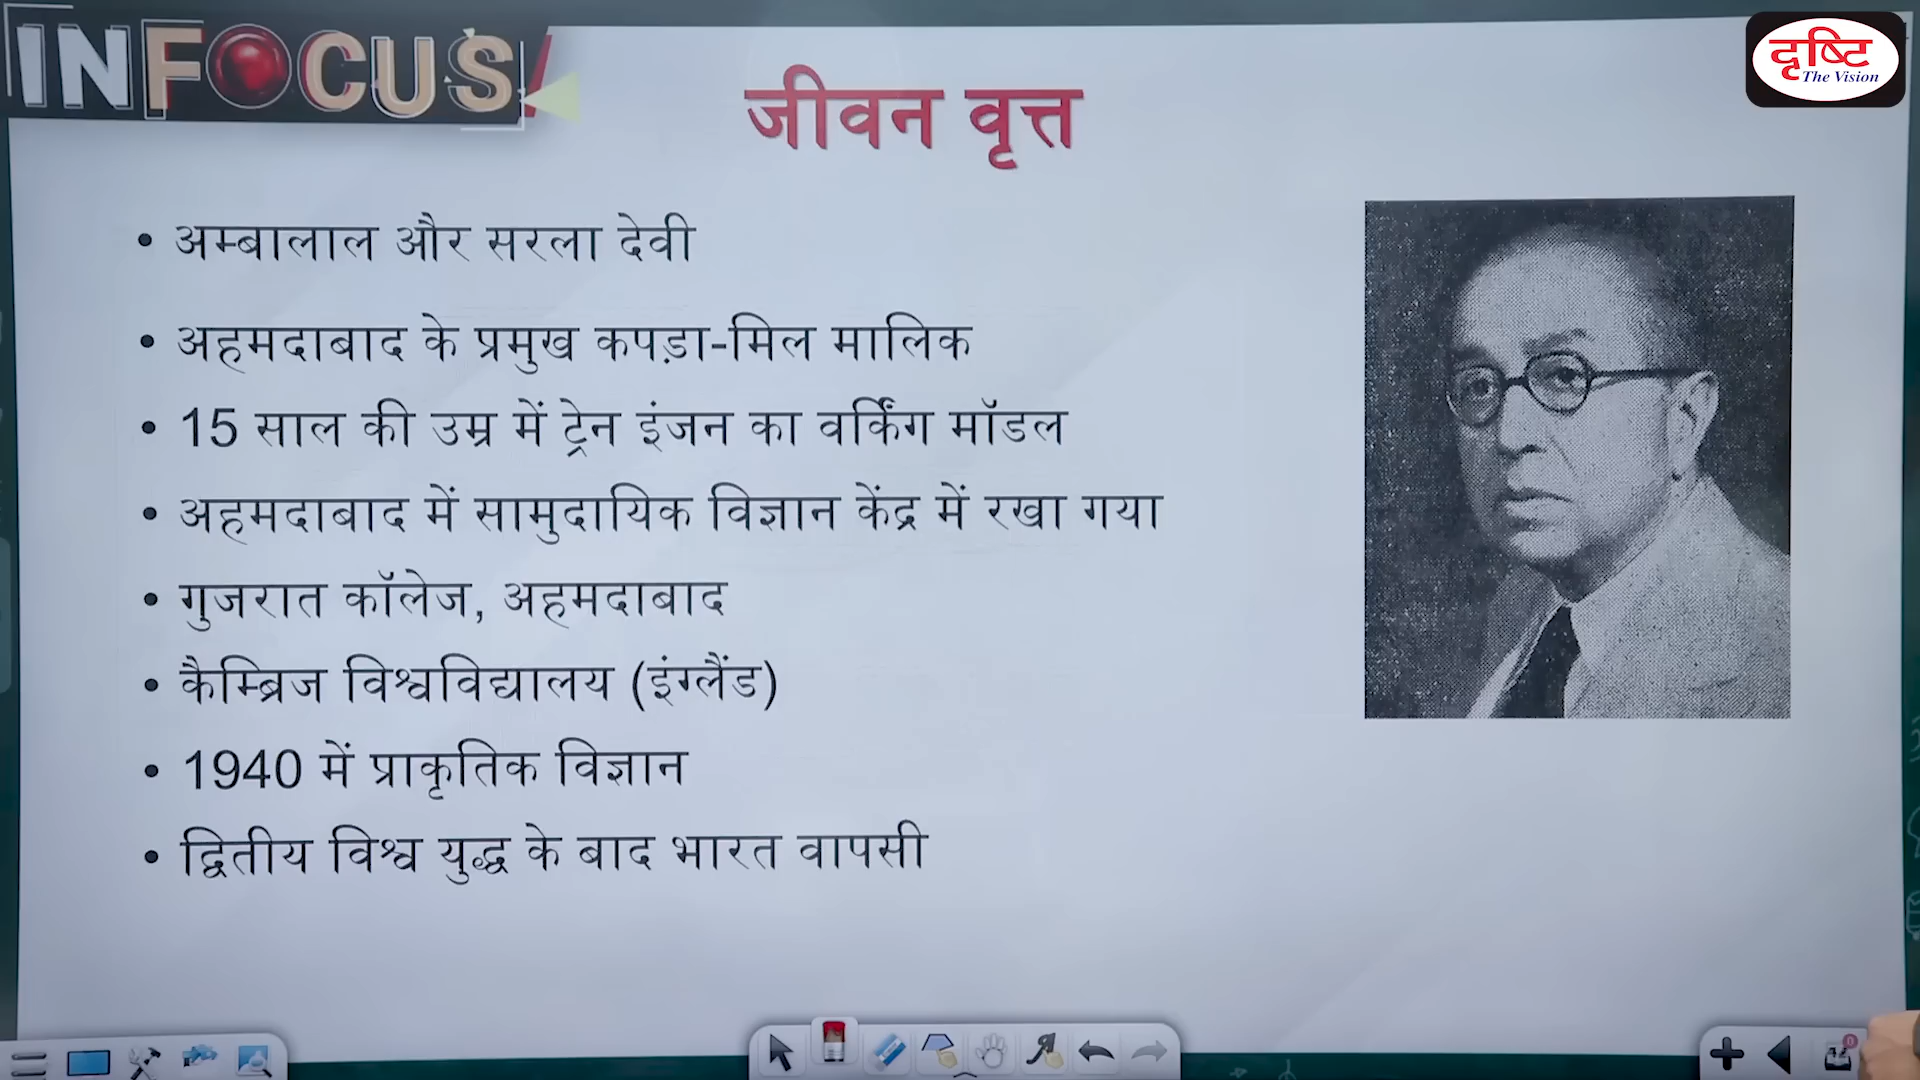 INFOCUS
दृष्टि
The Vision
जीवन वृत्त
• अम्बालाल और सरला देवी
• अहमदाबाद के प्रमुख कपड़ा-मिल मालिक
• 15 साल की उम्र में ट्रेन इंजन का वर्किंग मॉडल
• अहमदाबाद में सामुदायिक विज्ञान केंद्र में रखा गया
• गुजरात कॉलेज, अहमदाबाद
• कैम्ब्रिज विश्वविद्यालय (इंग्लैंड)
• 1940 में प्राकृतिक विज्ञान
• द्वितीय विश्व युद्ध के बाद भारत वापसी